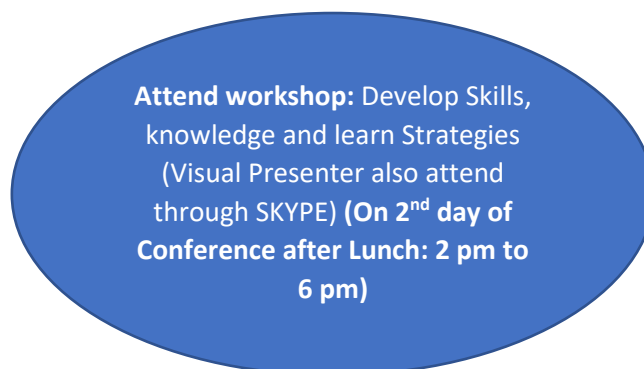 Attend workshop: Develop Skills,
knowledge and learn Strategies
(Visual Presenter also attend
through SKYPE) (On 2nd day of
Conference after Lunch: 2 pm to
6 pm)